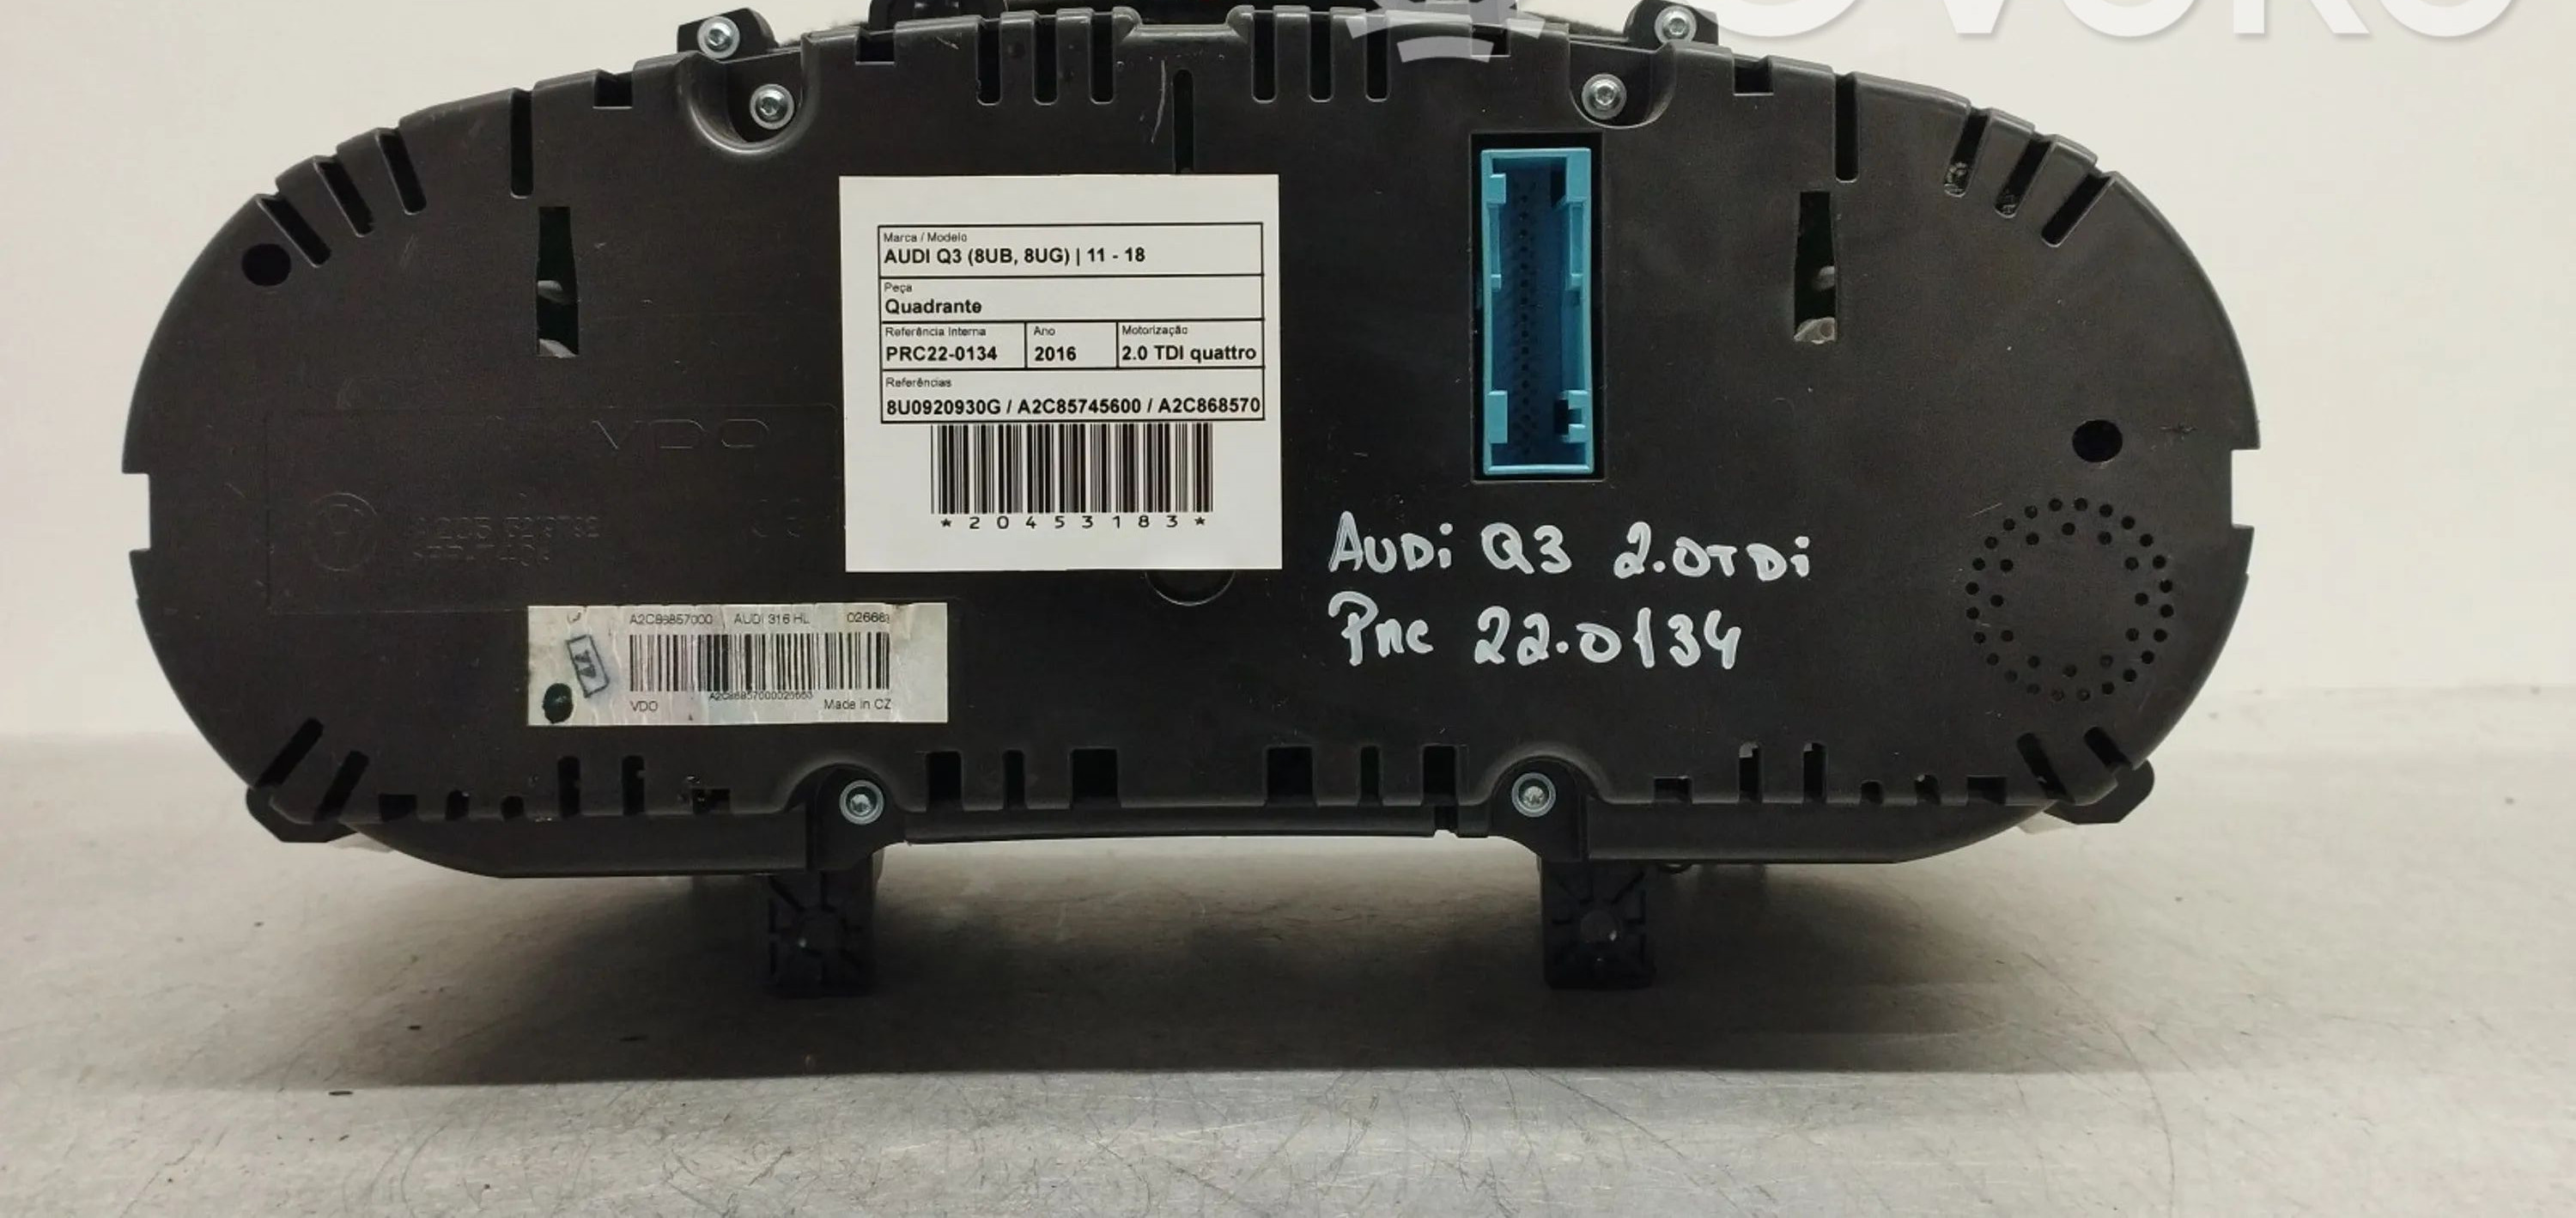 Marca / Modelo
AUDI Q3 (8UB, 8UG) | 11 - 18
Peça
Quadrante
Referência Interna Ano Motorização
PRC22-0134 2016 2.0 TDI quattro
Referências
8U0920930G / A2C85745600 / A2C868570
*20453183*
VDO
AUDi Q3 2.0TDi
PRC 22.0134
A2C86857000 AUDI 316 HL
VDO Made in CZ